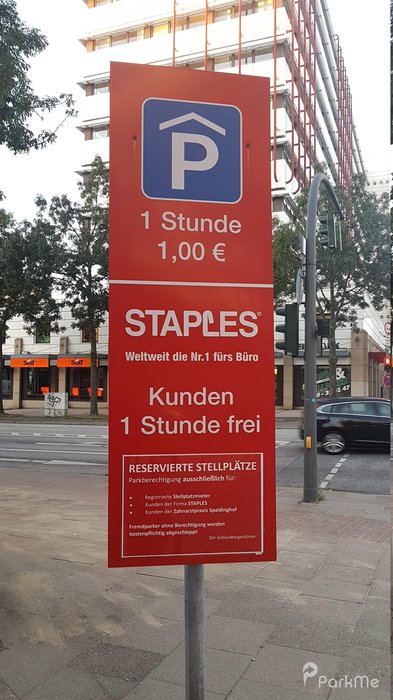 P
1 Stunde
1,00 €
STAPLES®
Weltweit die Nr.1 fürs Büro
Kunden
1 Stunde frei
RESERVIERTE STELLPLÄTZE
Parkberechtigung ausschließlich für:
• Registrierte Stellplatzmieter
• Kunden der Firma STAPLES
• Kunden der Zahnarztpraxis Spaldinghof
Fremdparker ohne Berechtigung werden
kostenpflichtig abgeschleppt
Der Gebäudeeigentümer
SIXT
SIXT
ParkMe